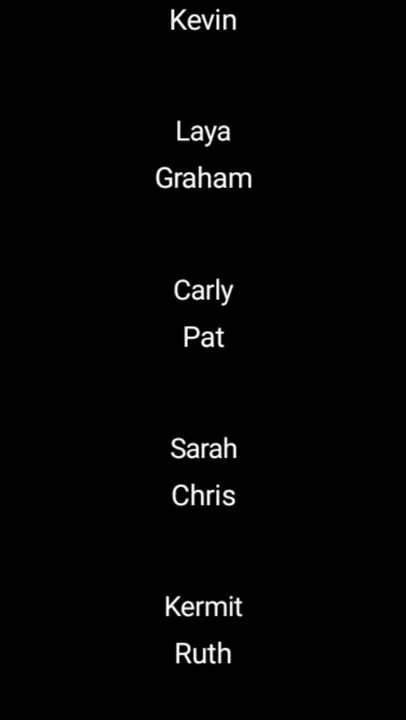 Kevin
Laya
Graham
Carly
Pat
Sarah
Chris
Kermit
Ruth